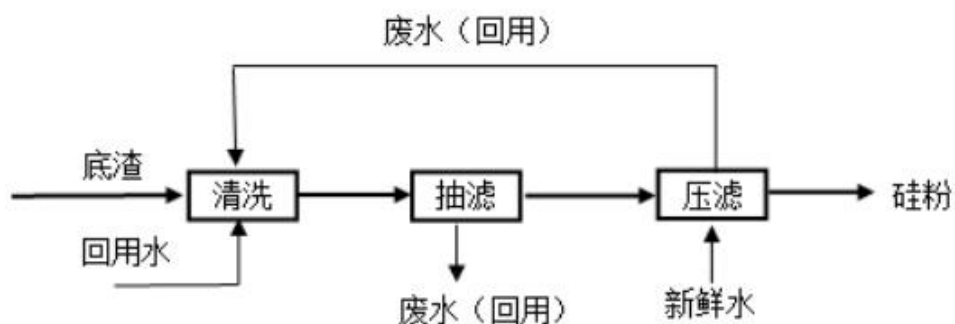 废水（回用）
底渣
清洗
抽滤
压滤
硅粉
回用水
废水（回用）
新鲜水